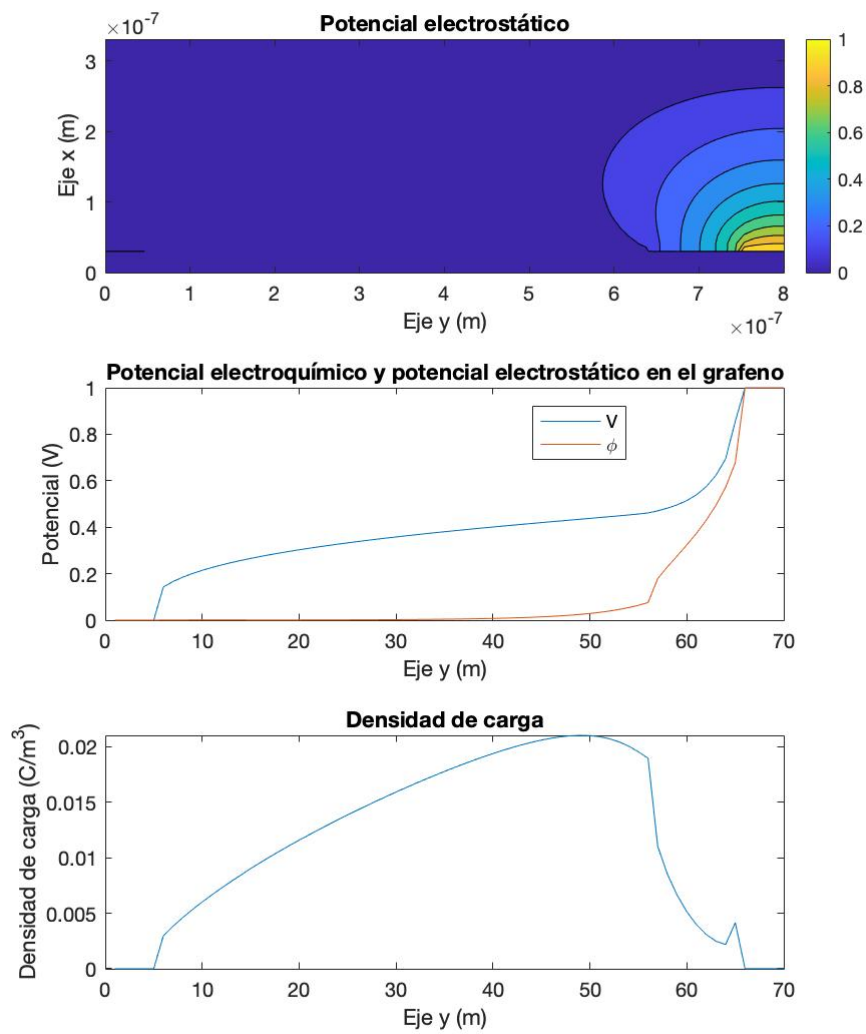 ×10⁻⁷
Potencial electrostático
3
2
1
0
Eje x (m)
0 1 2 3 4 5 6 7 8
Eje y (m)
×10⁻⁷
1
0.8
0.6
0.4
0.2
0
Potencial electroquímico y potencial electrostático en el grafeno
1
0.8
0.6
0.4
0.2
0
Potencial (V)
V
ϕ
0 10 20 30 40 50 60 70
Eje y (m)
Densidad de carga
0.02
0.015
0.01
0.005
0
Densidad de carga (C/m³)
0 10 20 30 40 50 60 70
Eje y (m)